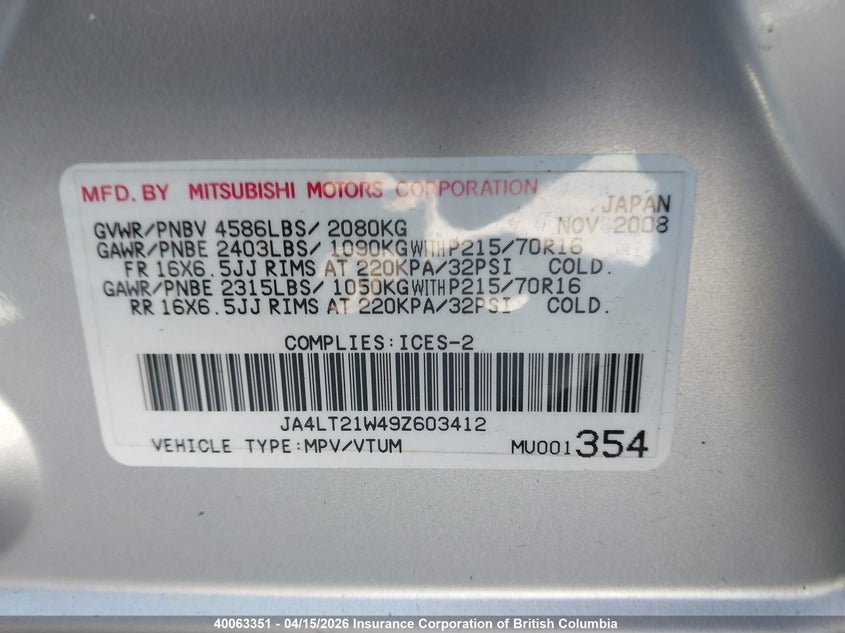 MFD. BY MITSUBISHI MOTORS CORPORATION
JAPAN
GVWR/PNBV 4586LBS/ 2080KG NOV 2008
GAWR/PNBE 2403LBS/ 1090KG WITH P215/70R16
FR 16X6.5JJ RIMS AT 220KPA/32PSI COLD.
GAWR/PNBE 2315LBS/ 1050KG WITH P215/70R16
RR 16X6.5JJ RIMS AT 220KPA/32PSI COLD.
COMPLIES:ICES-2
JA4LT21W49Z603412
VEHICLE TYPE:MPV/VTUM MU001354
40063351 - 04/15/2026 Insurance Corporation of British Columbia